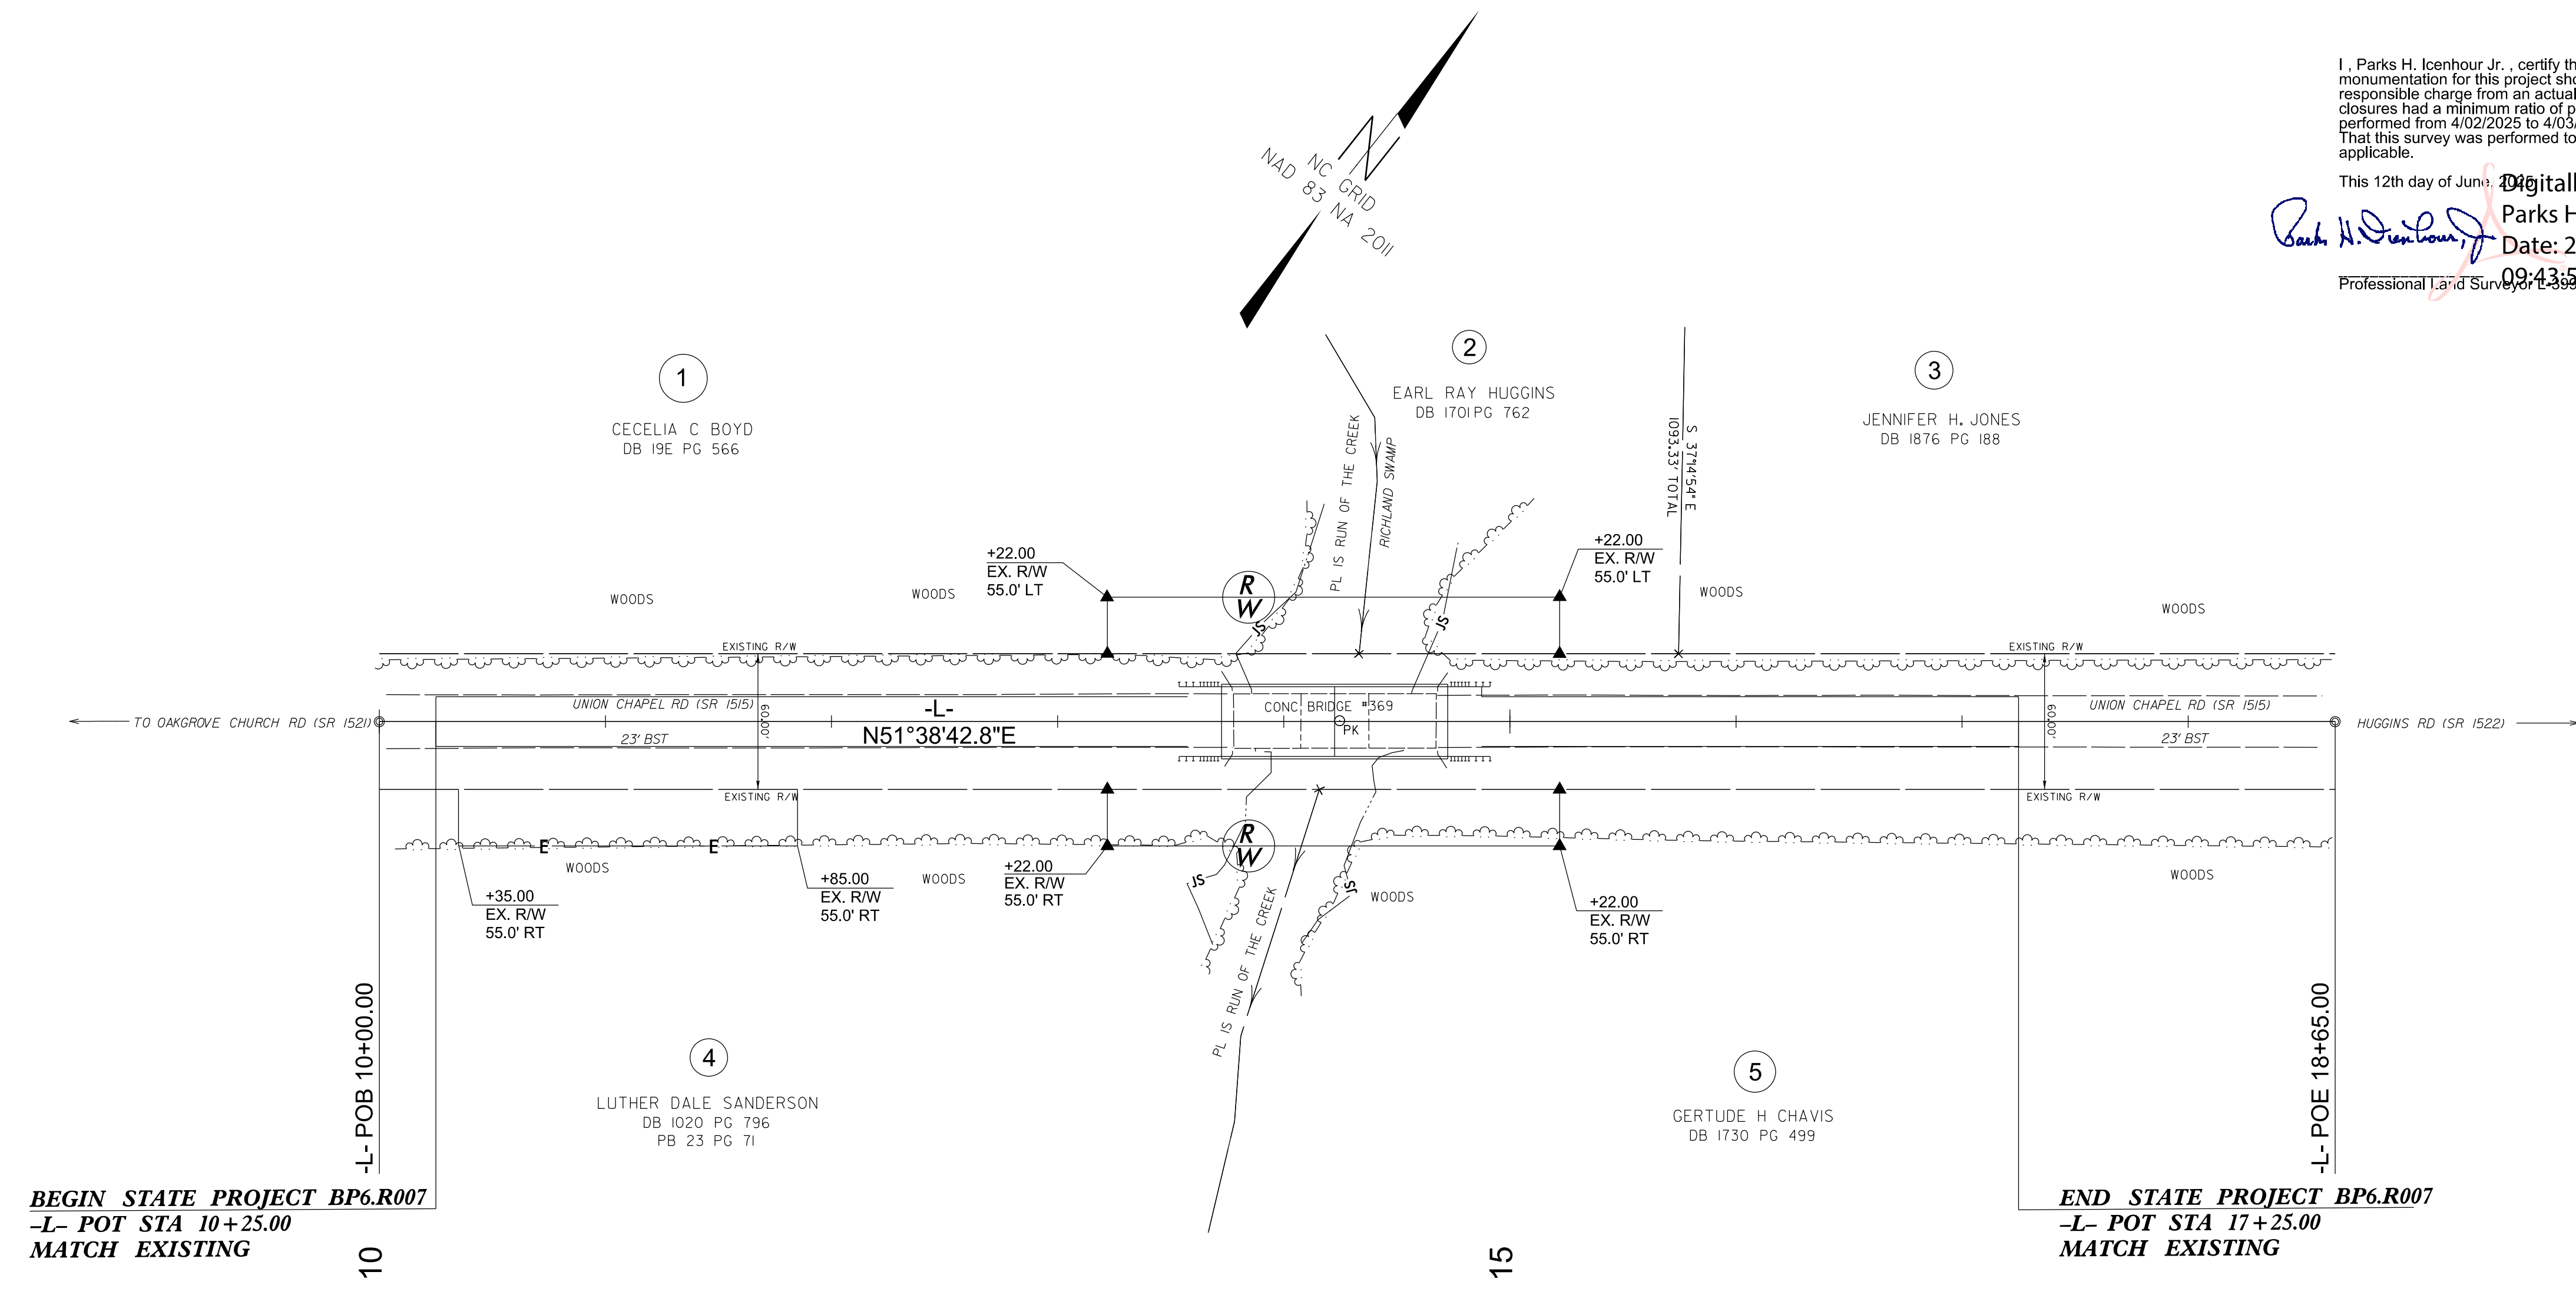 I , Parks H. Icenhour Jr. , certify
monumentation for this project
responsible charge from an actual
closures had a minimum ratio of
performed from 4/02/2025 to
That this survey was performed to
applicable.
This 12th day of June, 2025
Parks H. Icenhour, Jr
Parks
Date:
Professional Land Surveyor
NC GRID
NAD 83 NA 2011
N
1
CECELIA C BOYD
DB 19E PG 566
2
EARL RAY HUGGINS
DB 1701 PG 762
3
JENNIFER H. JONES
DB 1876 PG 188
PL IS RUN OF THE CREEK
RICHLAND SWAMP
S 37°14'54" E
1093.33' TOTAL
+22.00
EX. R/W
55.0' LT
+22.00
EX. R/W
55.0' LT
WOODS
WOODS
WOODS
WOODS
R
W
JS
JS
EXISTING R/W
EXISTING R/W
UNION CHAPEL RD (SR 1515)
-L-
CONC BRIDGE #369
UNION CHAPEL RD (SR 1515)
TO OAKGROVE CHURCH RD (SR 1521)
60.00'
PK
60.00'
HUGGINS RD (SR 1522)
23' BST
N51°38'42.8"E
23' BST
EXISTING R/W
EXISTING R/W
E
E
R
W
WOODS
WOODS
JS
JS
WOODS
WOODS
+35.00
EX. R/W
55.0' RT
+85.00
EX. R/W
55.0' RT
+22.00
EX. R/W
55.0' RT
+22.00
EX. R/W
55.0' RT
PL IS RUN OF THE CREEK
4
LUTHER DALE SANDERSON
DB 1020 PG 796
PB 23 PG 71
5
GERTUDE H CHAVIS
DB 1730 PG 499
-L- POB 10+00.00
-L- POE 18+65.00
BEGIN STATE PROJECT BP6.R007
-L- POT STA 10+25.00
MATCH EXISTING
END STATE PROJECT BP6.R007
-L- POT STA 17+25.00
MATCH EXISTING
10
15